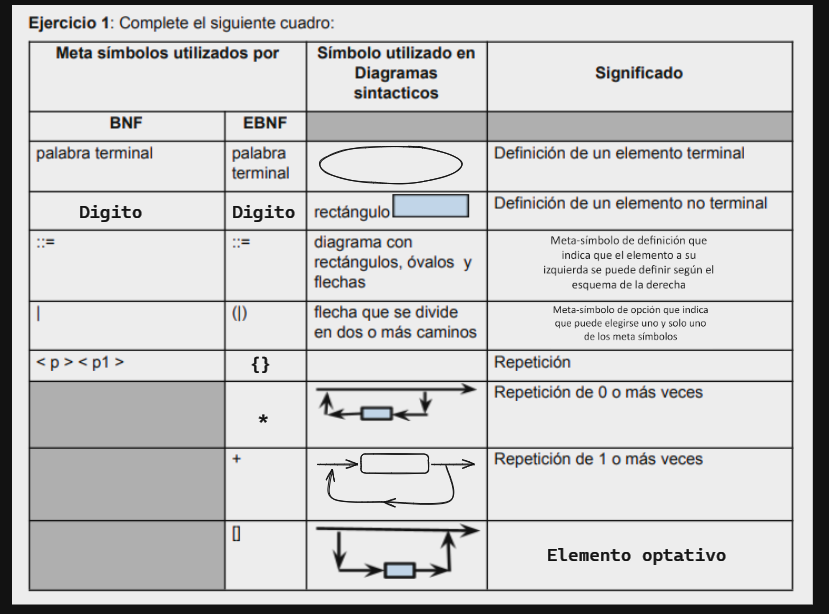 Ejercicio 1: Complete el siguiente cuadro:
Meta símbolos utilizados por
Símbolo utilizado en
Diagramas
sintacticos
Significado
BNF
EBNF
palabra terminal
palabra
terminal
Definición de un elemento terminal
Digito
Digito
rectángulo
Definición de un elemento no terminal
::=
::=
diagrama con
rectángulos, óvalos y
flechas
Meta-símbolo de definición que
indica que el elemento a su
izquierda se puede definir según el
esquema de la derecha
|
(|)
flecha que se divide
en dos o más caminos
Meta-símbolo de opción que indica
que puede elegirse uno y solo uno
de los meta símbolos
< p > < p1 >
{}
Repetición
*
Repetición de 0 o más veces
+
Repetición de 1 o más veces
[]
Elemento optativo